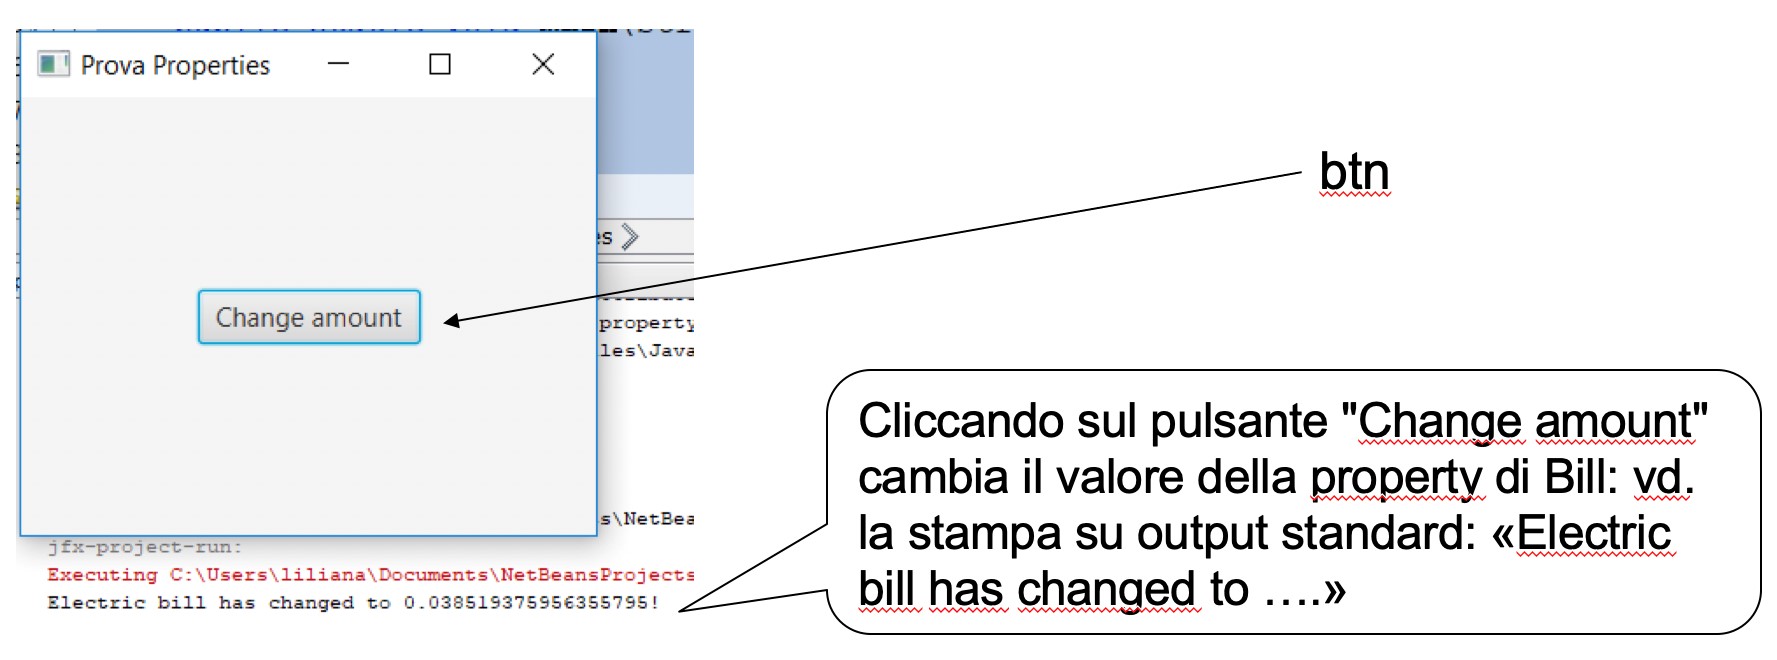 Prova Properties
btn
Change amount
property
les\Java
Cliccando sul pulsante "Change amount"
cambia il valore della property di Bill: vd.
la stampa su output standard: «Electric
bill has changed to ….»
s\NetBea
jfx-project-run:
Executing C:\Users\liliana\Documents\NetBeansProjects
Electric bill has changed to 0.038519375956355795!